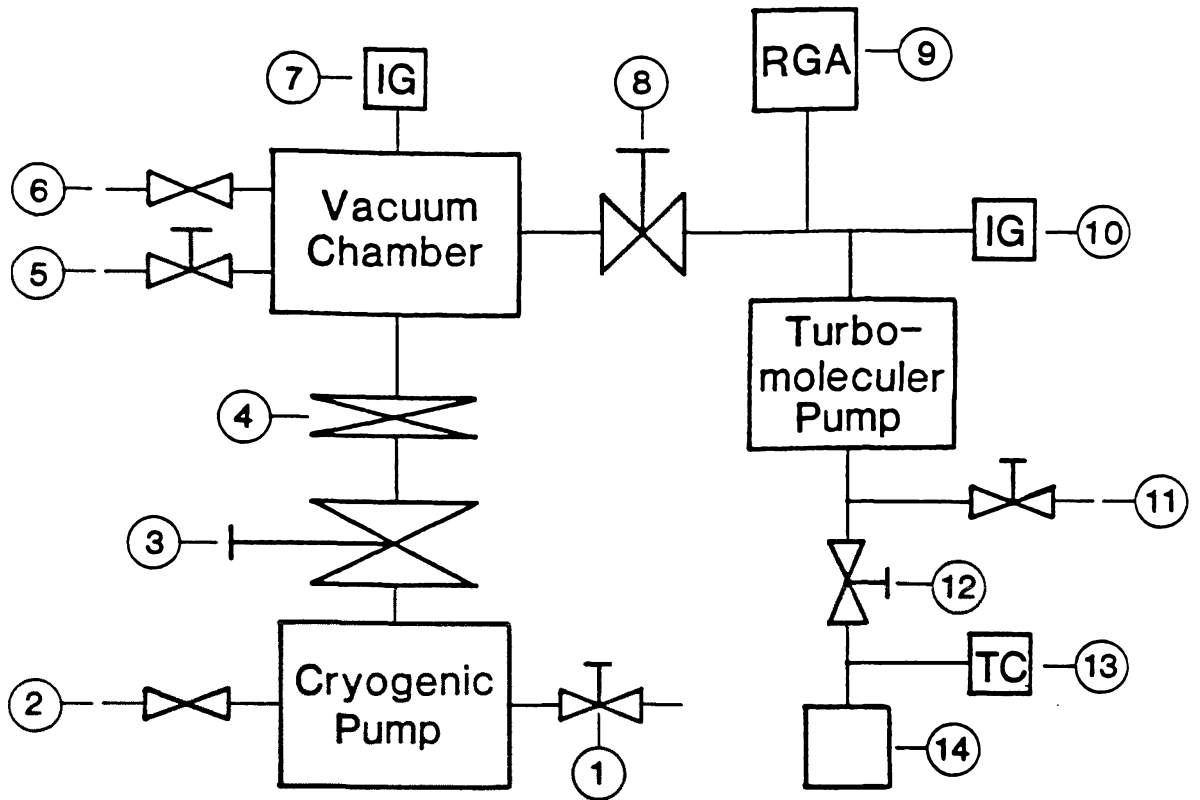 RGA
9
7
IG
8
6
Vacuum
Chamber
IG
10
5
Turbo-
moleculer
Pump
4
11
3
12
Cryogenic
Pump
TC
13
2
14
1